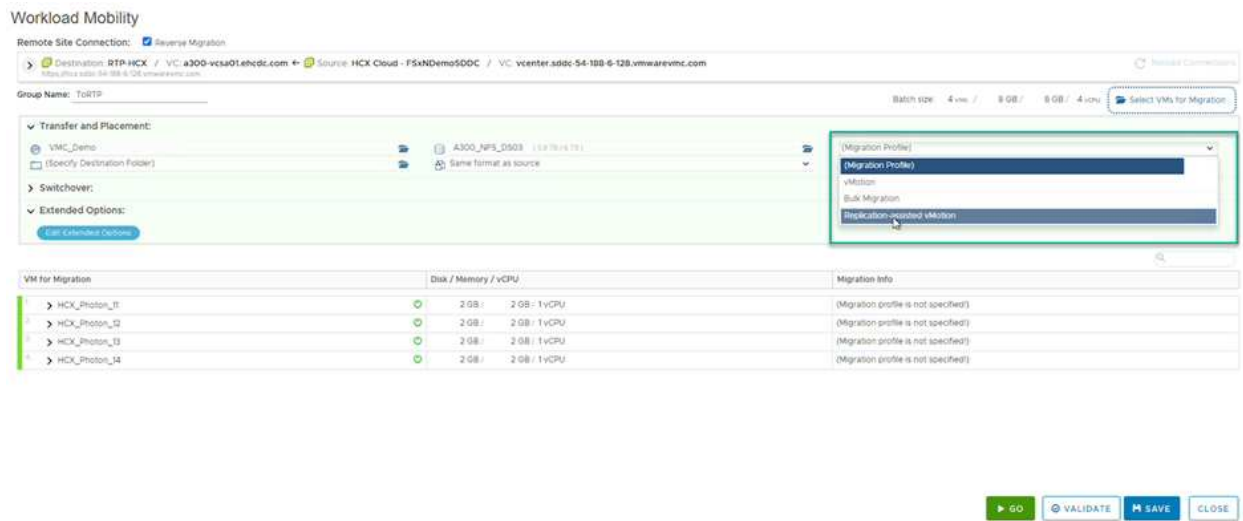 Workload Mobility
Remote Site Connection: Reverse Migration
Destination: RTP-HCX / VC: a300-vcsa01.ehcdc.com ← Source: HCX Cloud - FSxNDemoSDDC / VC: vcenter.sddc-54-188-6-128.vmwarevmc.com
Group Name: ToRTP
Batch size: 4 VMs / 8 GB / 8 GB / 4 vCPU Select VMs for Migration
Transfer and Placement:
VMC_Demo A300_NFS_DS03 (Migration Profile)
(Specify Destination Folder) Same format as source (Migration Profile)
vMotion
Switchover:
Bulk Migration
Extended Options: Replication-assisted vMotion
Edit Extended Options
VM for Migration Disk / Memory / vCPU Migration Info
1 HCX_Photon_11 2 GB / 2 GB / 1 vCPU (Migration profile is not specified!)
2 HCX_Photon_12 2 GB / 2 GB / 1 vCPU (Migration profile is not specified!)
3 HCX_Photon_13 2 GB / 2 GB / 1 vCPU (Migration profile is not specified!)
4 HCX_Photon_14 2 GB / 2 GB / 1 vCPU (Migration profile is not specified!)
GO VALIDATE SAVE CLOSE